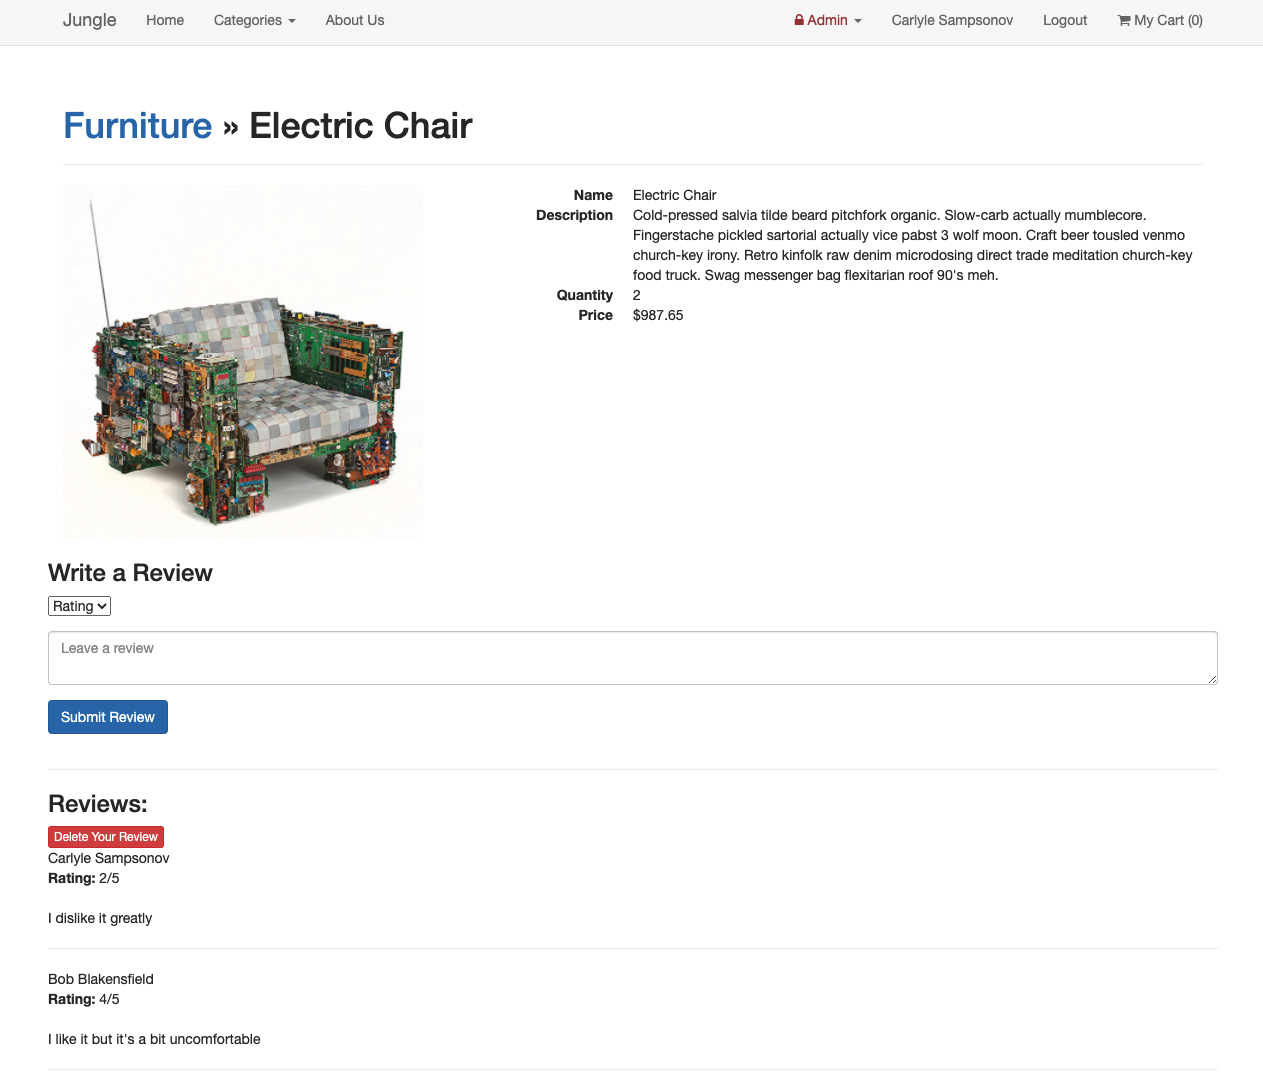 Jungle Home Categories About Us Admin Carlyle Sampsonov Logout My Cart (0)
Furniture » Electric Chair
Name Electric Chair
Description Cold-pressed salvia tilde beard pitchfork organic. Slow-carb actually mumblecore.
Fingerstache pickled sartorial actually vice pabst 3 wolf moon. Craft beer tousled venmo
church-key irony. Retro kinfolk raw denim microdosing direct trade meditation church-key
food truck. Swag messenger bag flexitarian roof 90's meh.
Quantity 2
Price $987.65
Write a Review
Rating
Leave a review
Submit Review
Reviews:
Delete Your Review
Carlyle Sampsonov
Rating: 2/5
I dislike it greatly
Bob Blakensfield
Rating: 4/5
I like it but it's a bit uncomfortable